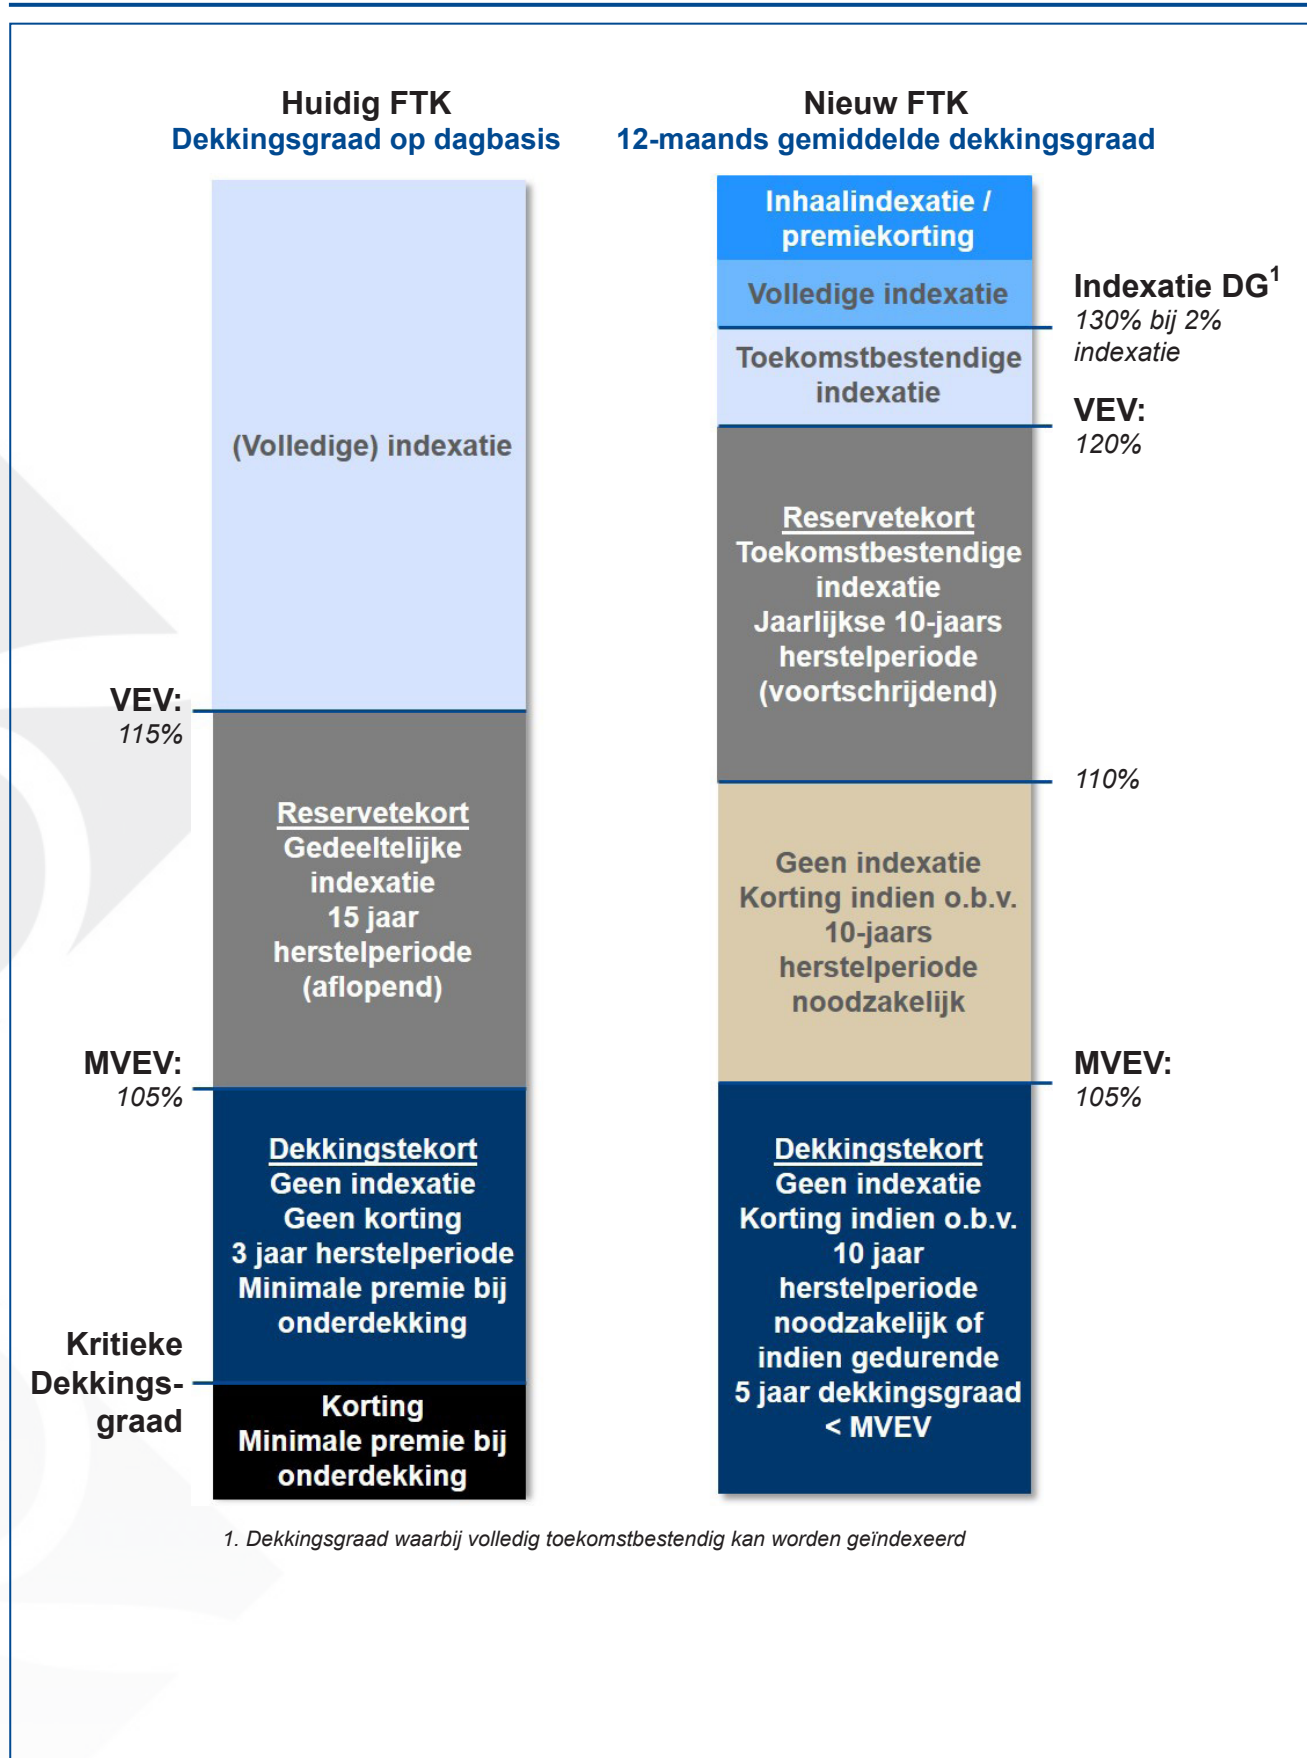 Huidig FTK
Dekkingsgraad op dagbasis
(Volledige) indexatie
VEV:
115%
Reservetekort
Gedeeltelijke
indexatie
15 jaar
herstelperiode
(aflopend)
MVEV:
105%
Dekkingstekort
Geen indexatie
Geen korting
3 jaar herstelperiode
Minimale premie bij
onderdekking
Kritieke
Dekkings-
graad
Korting
Minimale premie bij
onderdekking
Nieuw FTK
12-maands gemiddelde dekkingsgraad
Inhaalindexatie /
premiekorting
Volledige indexatie
Indexatie DG¹
130% bij 2%
indexatie
Toekomstbestendige
indexatie
VEV:
120%
Reservetekort
Toekomstbestendige
indexatie
Jaarlijkse 10-jaars
herstelperiode
(voortschrijdend)
110%
Geen indexatie
Korting indien o.b.v.
10-jaars
herstelperiode
noodzakelijk
MVEV:
105%
Dekkingstekort
Geen indexatie
Korting indien o.b.v.
10 jaar
herstelperiode
noodzakelijk of
indien gedurende
5 jaar dekkingsgraad
< MVEV
1. Dekkingsgraad waarbij volledig toekomstbestendig kan worden geïndexeerd